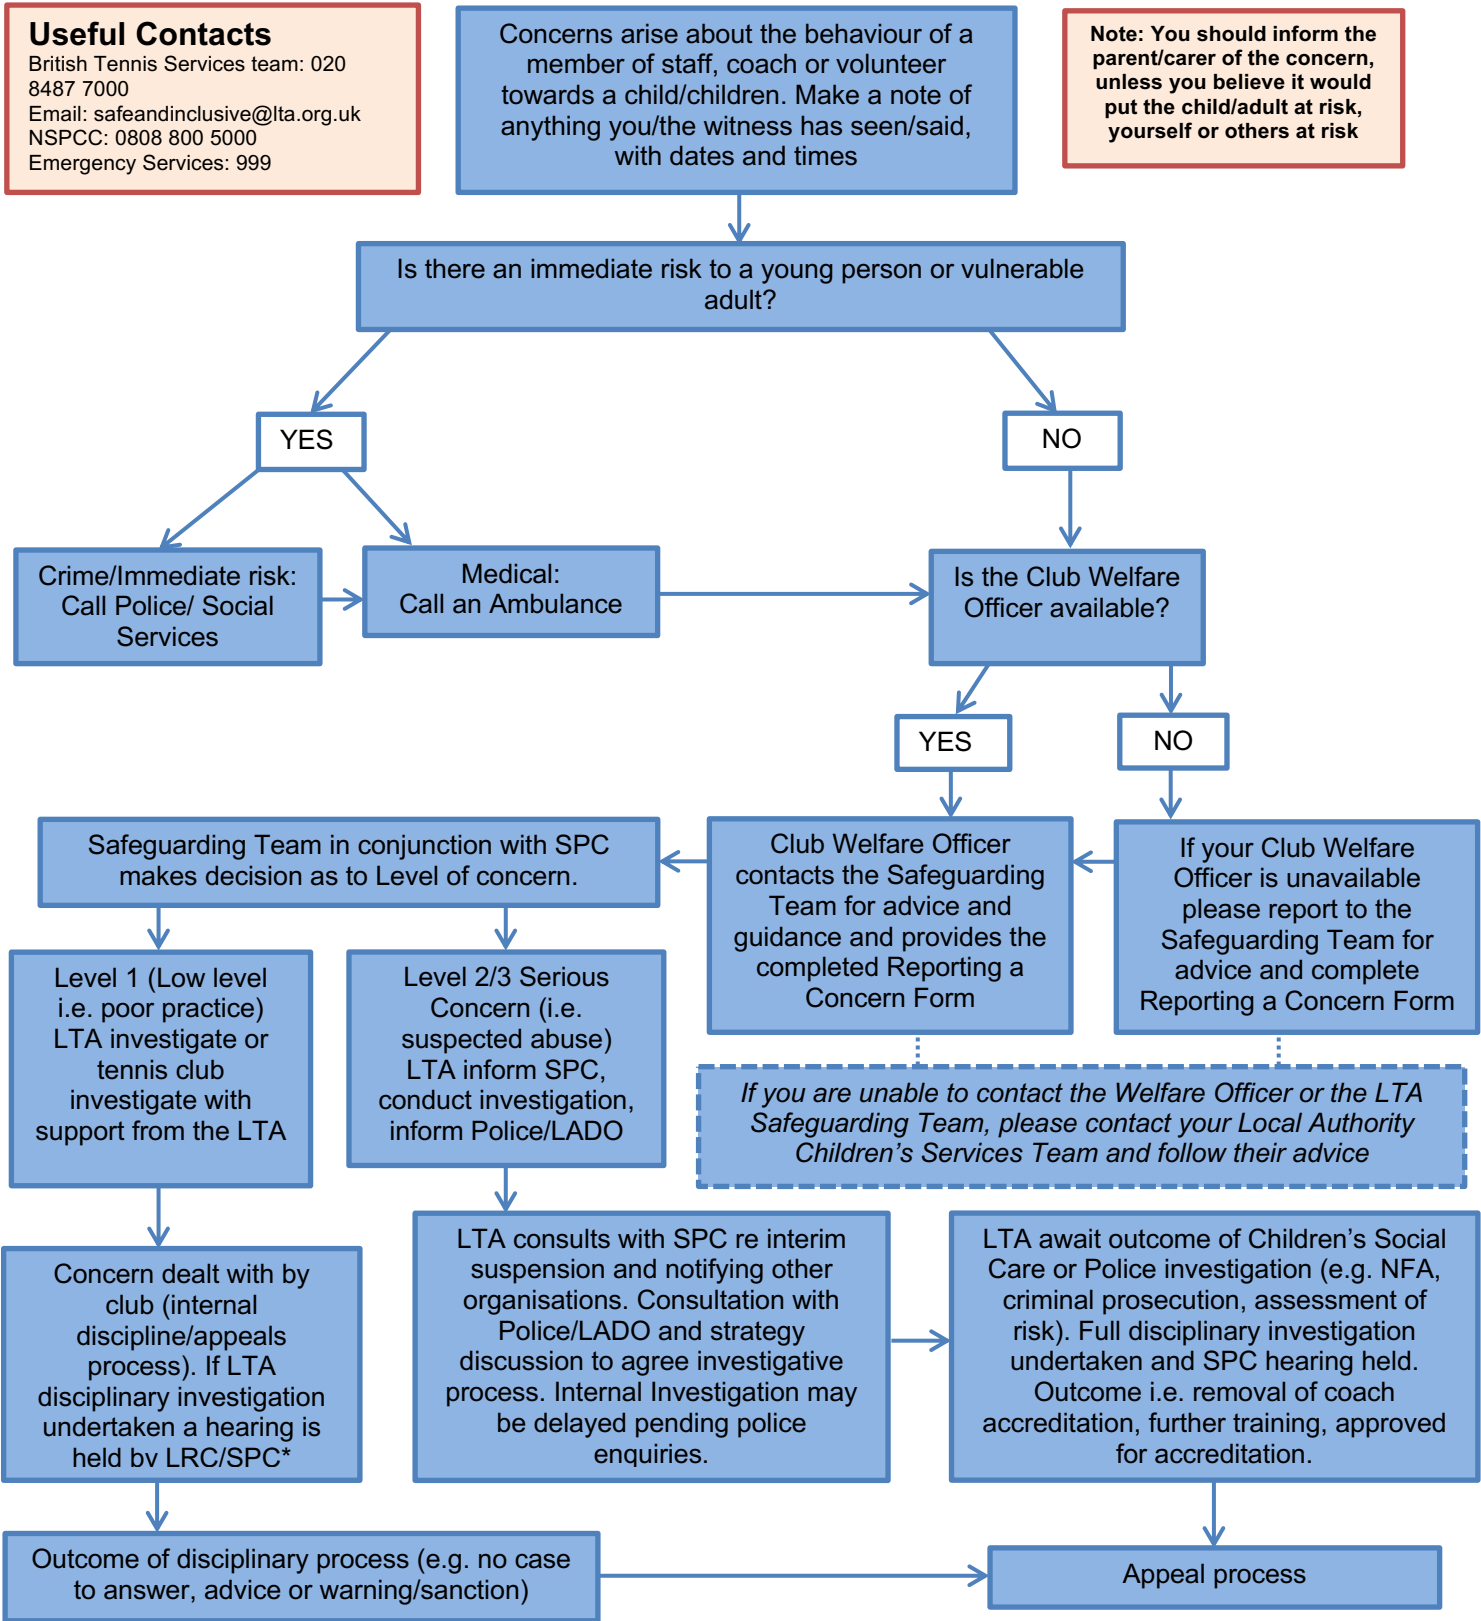 Useful Contacts
British Tennis Services team: 020
8487 7000
Email: safeandinclusive@lta.org.uk
NSPCC: 0808 800 5000
Emergency Services: 999
Concerns arise about the behaviour of a
member of staff, coach or volunteer
towards a child/children. Make a note of
anything you/the witness has seen/said,
with dates and times
Note: You should inform the
parent/carer of the concern,
unless you believe it would
put the child/adult at risk,
yourself or others at risk
Is there an immediate risk to a young person or vulnerable
adult?
YES
NO
Crime/Immediate risk:
Call Police/ Social
Services
Medical:
Call an Ambulance
Is the Club Welfare
Officer available?
YES
NO
Safeguarding Team in conjunction with SPC
makes decision as to Level of concern.
Club Welfare Officer
contacts the Safeguarding
Team for advice and
guidance and provides the
completed Reporting a
Concern Form
If your Club Welfare
Officer is unavailable
please report to the
Safeguarding Team for
advice and complete
Reporting a Concern Form
Level 1 (Low level
i.e. poor practice)
LTA investigate or
tennis club
investigate with
support from the LTA
Level 2/3 Serious
Concern (i.e.
suspected abuse)
LTA inform SPC,
conduct investigation,
inform Police/LADO
If you are unable to contact the Welfare Officer or the LTA
Safeguarding Team, please contact your Local Authority
Children's Services Team and follow their advice
Concern dealt with by
club (internal
discipline/appeals
process). If LTA
disciplinary investigation
undertaken a hearing is
held by LRC/SPC*
LTA consults with SPC re interim
suspension and notifying other
organisations. Consultation with
Police/LADO and strategy
discussion to agree investigative
process. Internal Investigation may
be delayed pending police
enquiries.
LTA await outcome of Children's Social
Care or Police investigation (e.g. NFA,
criminal prosecution, assessment of
risk). Full disciplinary investigation
undertaken and SPC hearing held.
Outcome i.e. removal of coach
accreditation, further training, approved
for accreditation.
Outcome of disciplinary process (e.g. no case
to answer, advice or warning/sanction)
Appeal process